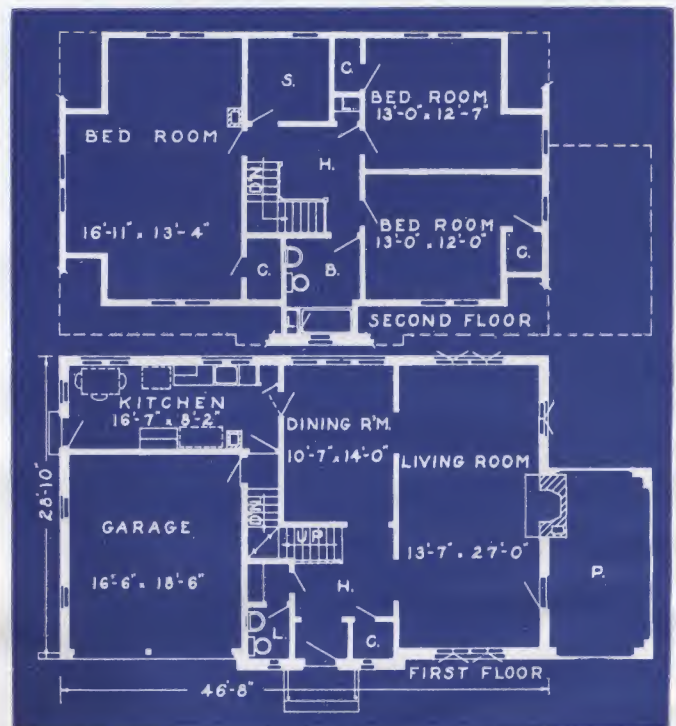 S.
C.
BED ROOM
13'-0" x 12'-7"
BED ROOM
L.
H.
DN
BED ROOM
13'-0" x 12'-0"
16'-11" x 13'-4"
C.
B.
C.
L
SECOND FLOOR
KITCHEN
16'-7" x 8'-2"
DINING R'M.
10'-7" x 14'-0"
LIVING ROOM
28'-10"
GARAGE
DN
UP
13'-7" x 27'-0"
16'-6" x 18'-6"
H.
P.
L.
C.
FIRST FLOOR
46'-8"